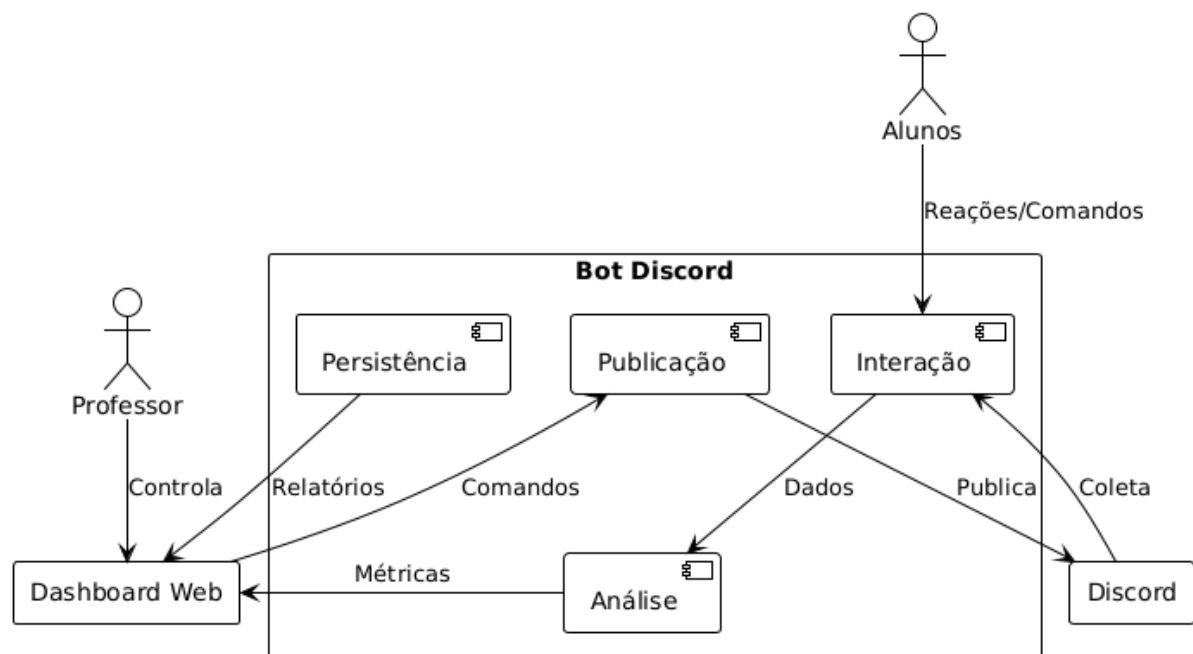 Alunos
Reações/Comandos
Bot Discord
Persistência
Publicação
Interação
Professor
Controla
Relatórios
Comandos
Dados
Publica
Coleta
Dashboard Web
Métricas
Análise
Discord